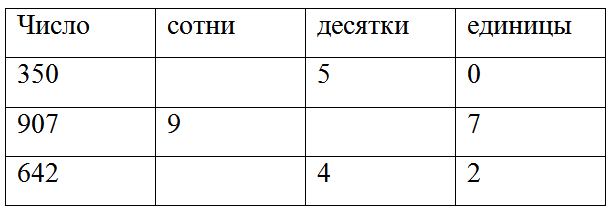 Число сотни десятки единицы
350 5 0
907 9 7
642 4 2